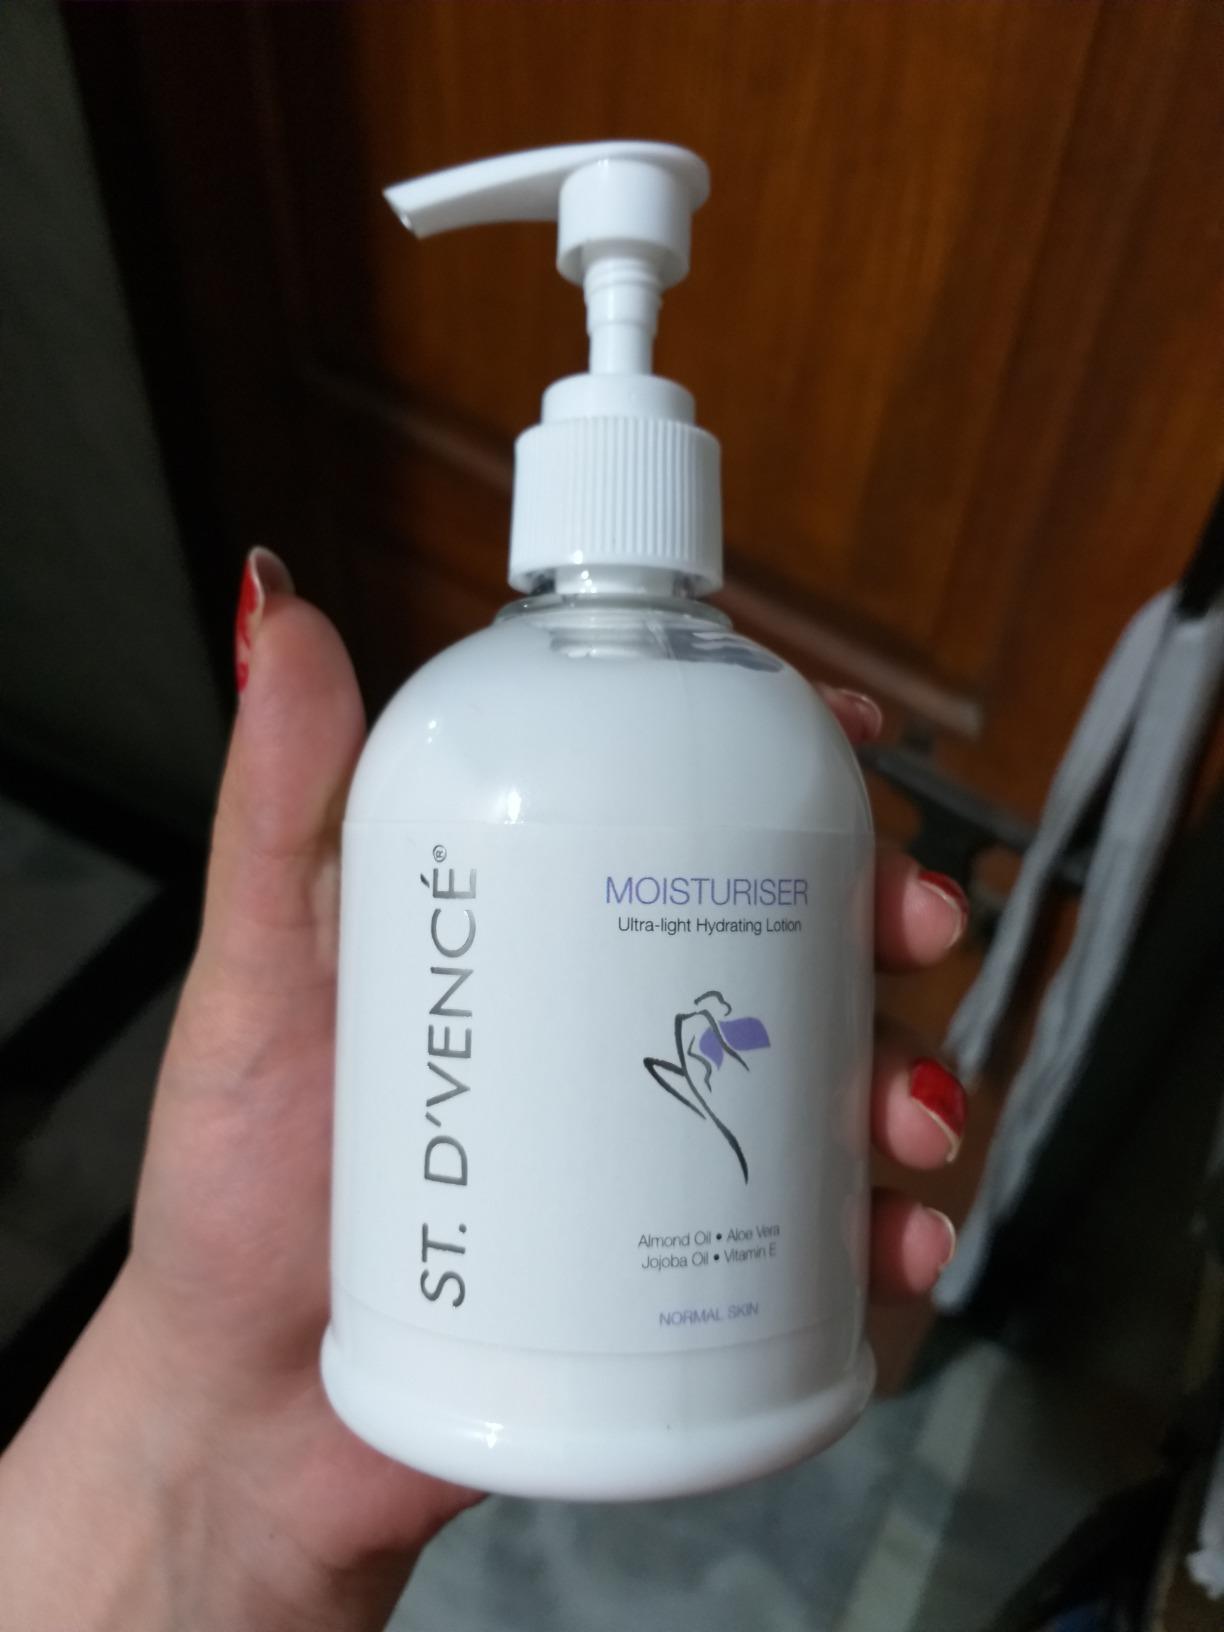 ST. D'VENCÉ®
MOISTURISER
Ultra-light Hydrating Lotion
Almond Oil • Aloe Vera
Jojoba Oil • Vitamin E
NORMAL SKIN